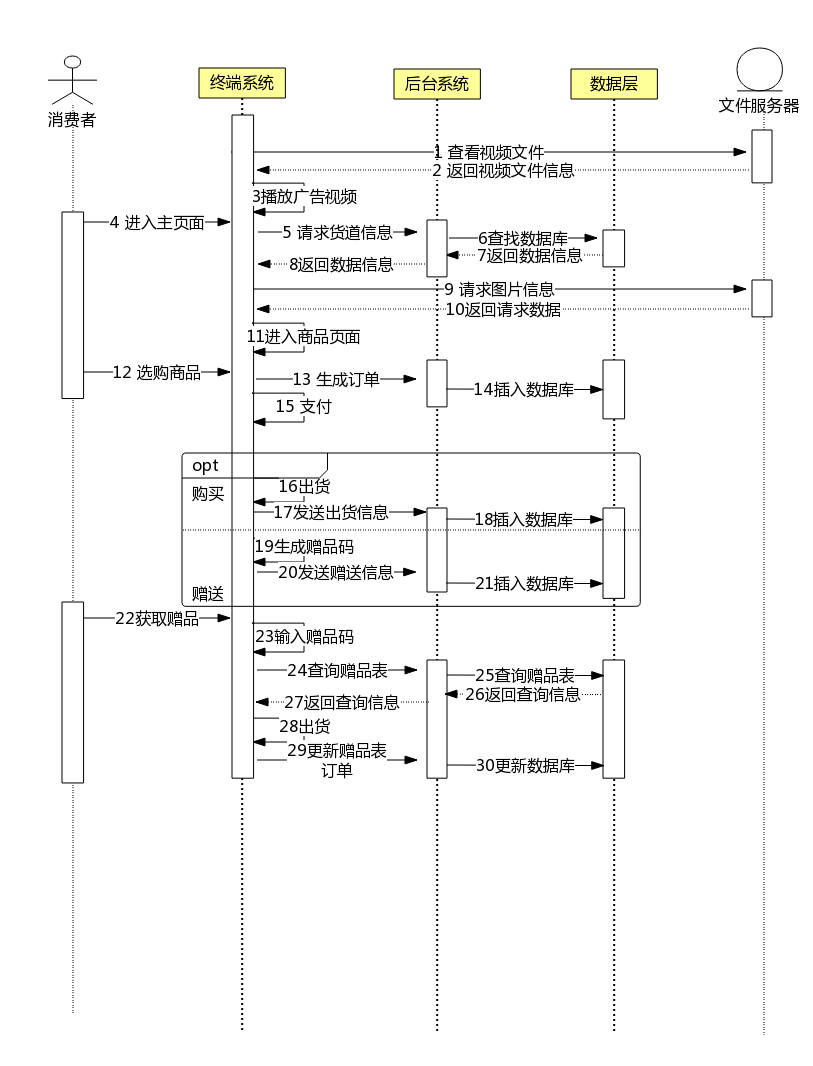 消费者
终端系统
后台系统
数据层
文件服务器
1 查看视频文件
2 返回视频文件信息
3播放广告视频
4 进入主页面
5 请求货道信息
6查找数据库
7返回数据信息
8返回数据信息
9 请求图片信息
10返回请求数据
11进入商品页面
12 选购商品
13 生成订单
14插入数据库
15 支付
opt
购买
16出货
17发送出货信息
18插入数据库
19生成赠品码
20发送赠送信息
21插入数据库
赠送
22获取赠品
23输入赠品码
24查询赠品表
25查询赠品表
26返回查询信息
27返回查询信息
28出货
29更新赠品表
订单
30更新数据库